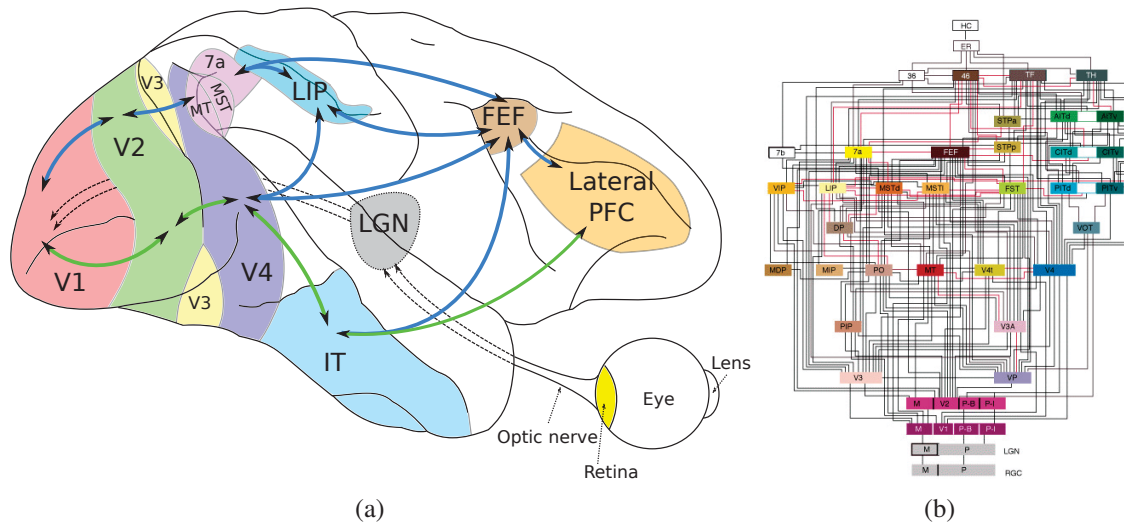 V1
V2
V3
V3
V4
7a
MT
MST
LIP
LGN
IT
FEF
Lateral
PFC
Eye
Lens
Optic nerve
Retina
(a)
HC
ER
36 46 TF TH
STPa AITd AITv
7b 7a FEF STPp CITd CITv
VIP LIP MSTd MSTl FST PITd PITv
DP VOT
MDP MIP PO MT V4t V4
PIP V3A
V3 VP
M V2 P-B P-I
M V1 P-B P-I
M P LGN
M P RGC
(b)